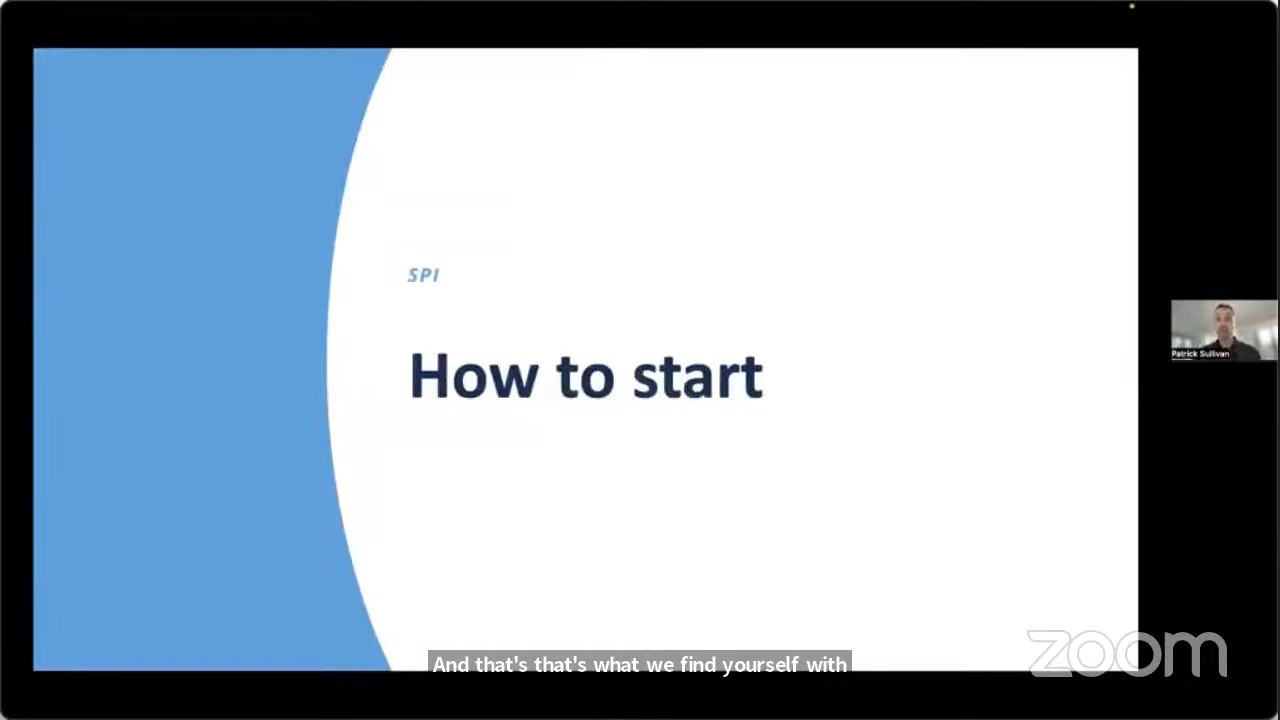 SPI
How to start
Patrick Sullivan
And that's that's what we find yourself with
zoom